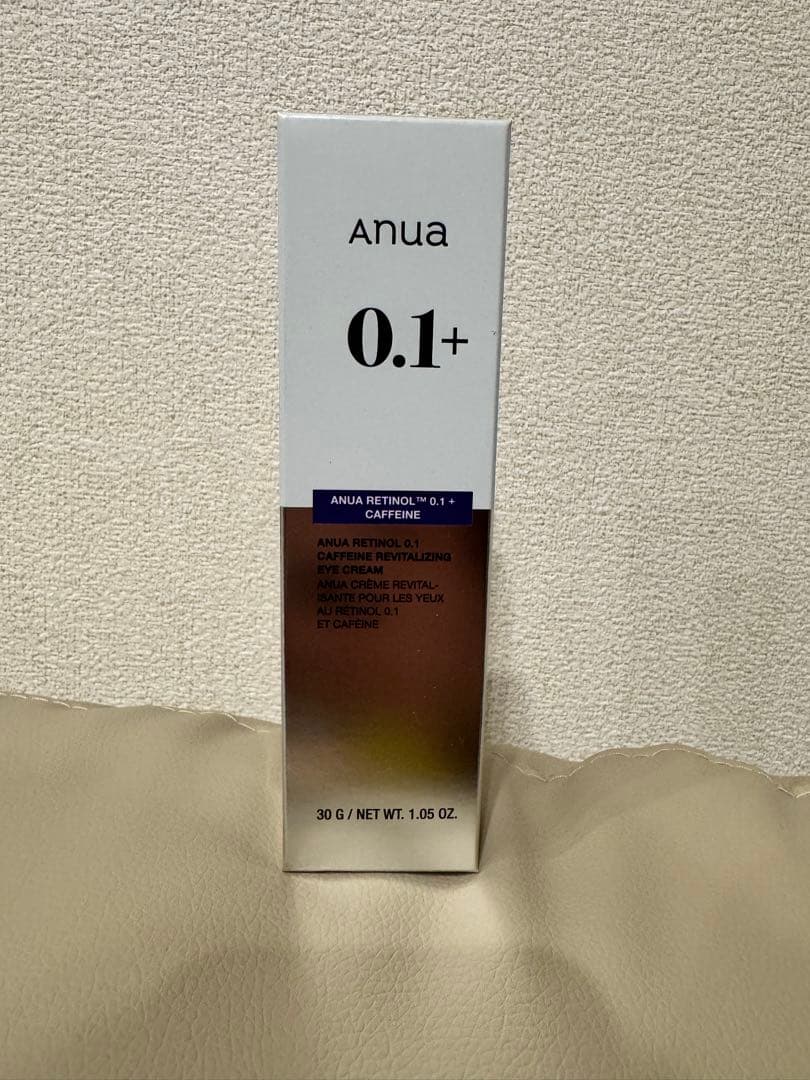 Anua
0.1+
ANUA RETINOL™ 0.1 +
CAFFEINE
ANUA RETINOL 0.1
CAFFEINE REVITALIZING
EYE CREAM
ANUA CRÈME REVITAL-
ISANTE POUR LES YEUX
AU RÉTINOL 0.1
ET CAFÉINE
30 G / NET WT. 1.05 OZ.